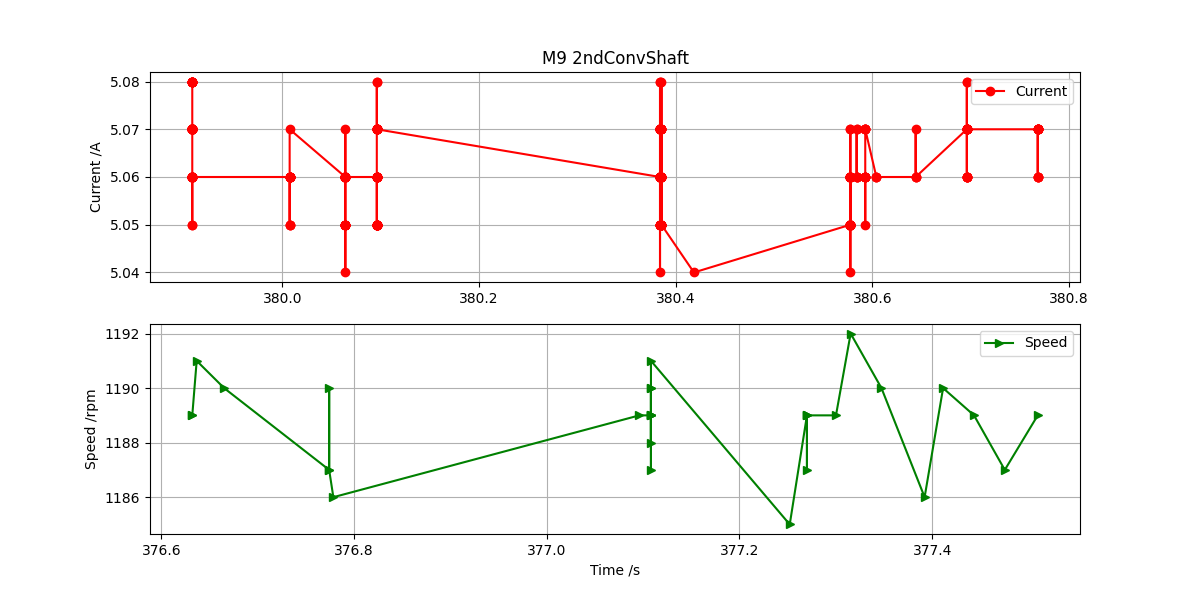 M9 2ndConvShaft
5.08
5.07
5.06
5.05
5.04
Current /A
Current
380.0 380.2 380.4 380.6 380.8
1192
1190
1188
1186
Speed /rpm
Speed
376.6 376.8 377.0 377.2 377.4
Time /s